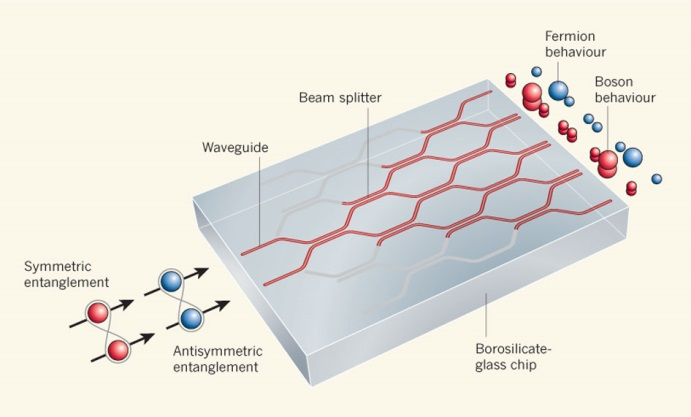 Fermion
behaviour
Boson
behaviour
Beam splitter
Waveguide
Symmetric
entanglement
Antisymmetric
entanglement
Borosilicate-
glass chip